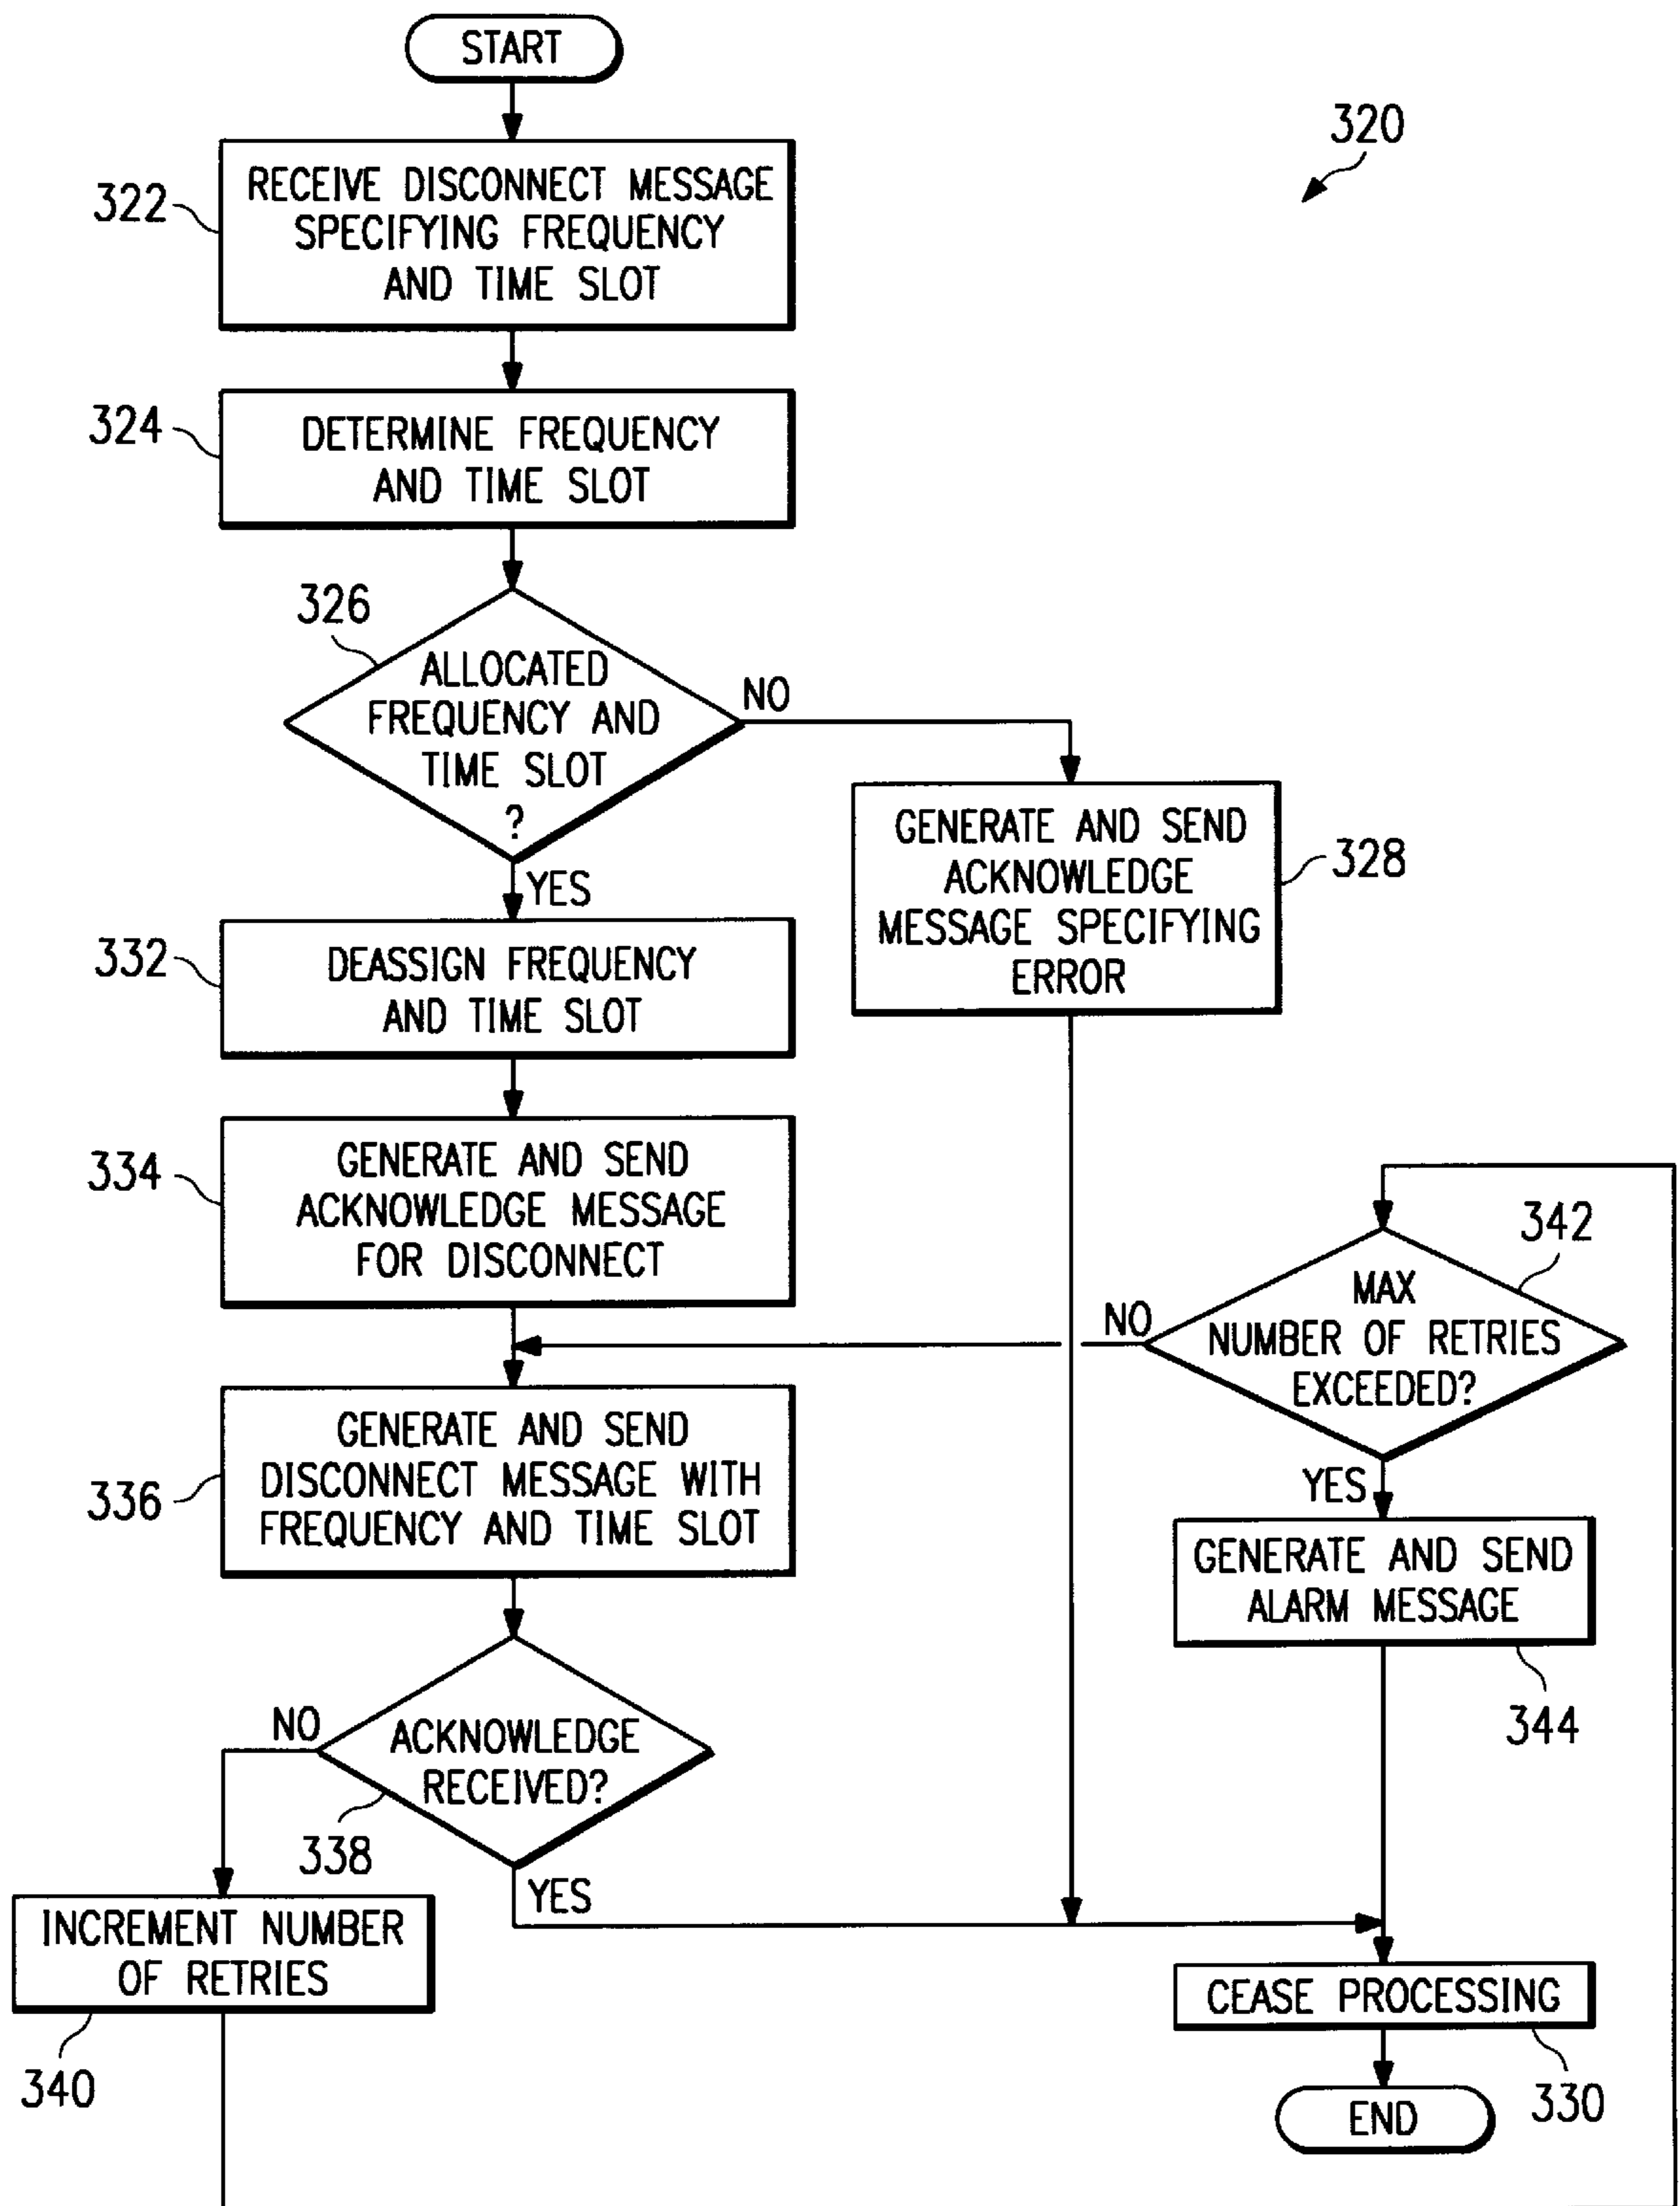 START
320
322
RECEIVE DISCONNECT MESSAGE
SPECIFYING FREQUENCY
AND TIME SLOT
324
DETERMINE FREQUENCY
AND TIME SLOT
326
ALLOCATED
FREQUENCY AND
TIME SLOT
?
NO
YES
GENERATE AND SEND
ACKNOWLEDGE
MESSAGE SPECIFYING
ERROR
328
332
DEASSIGN FREQUENCY
AND TIME SLOT
334
GENERATE AND SEND
ACKNOWLEDGE MESSAGE
FOR DISCONNECT
342
MAX
NUMBER OF RETRIES
EXCEEDED?
NO
YES
336
GENERATE AND SEND
DISCONNECT MESSAGE WITH
FREQUENCY AND TIME SLOT
GENERATE AND SEND
ALARM MESSAGE
344
NO
ACKNOWLEDGE
RECEIVED?
338
YES
INCREMENT NUMBER
OF RETRIES
340
CEASE PROCESSING
330
END